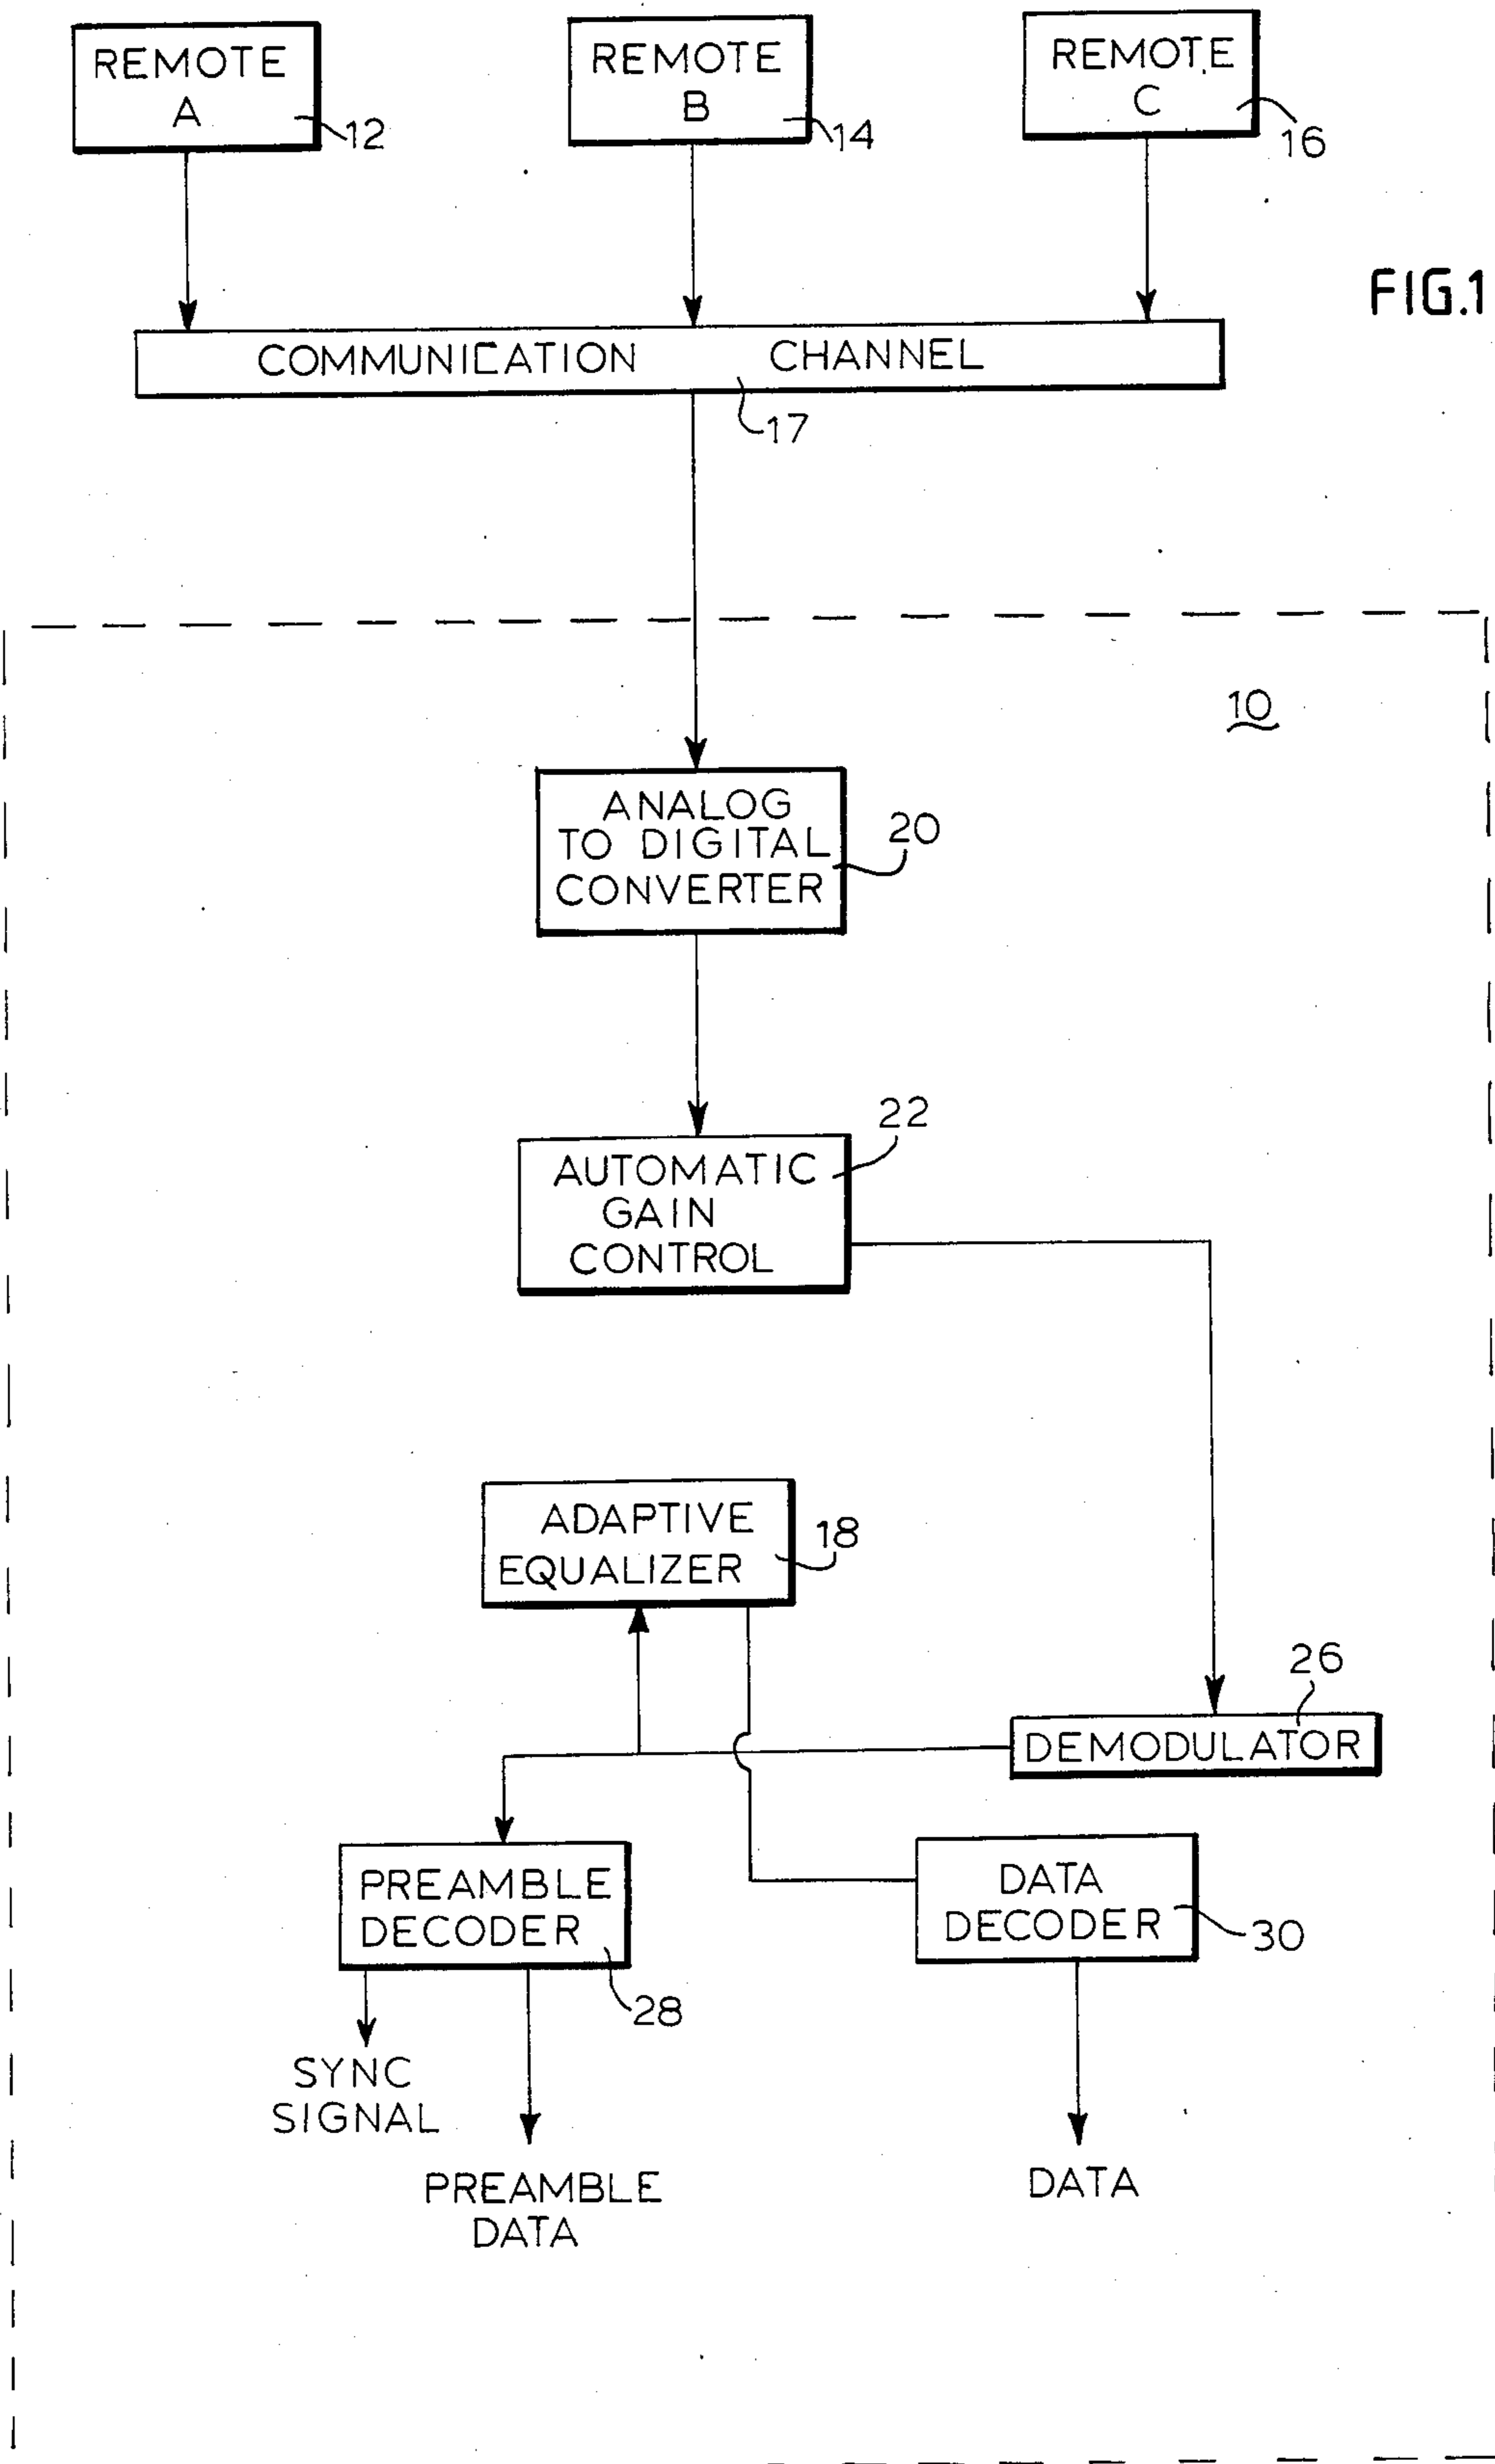 REMOTE
A
12
REMOTE
B
14
REMOTE
C
16
FIG.1
COMMUNICATION CHANNEL
17
10
ANALOG
TO DIGITAL
CONVERTER
20
AUTOMATIC
GAIN
CONTROL
22
ADAPTIVE
EQUALIZER
18
26
DEMODULATOR
PREAMBLE
DECODER
28
DATA
DECODER
30
SYNC
SIGNAL
PREAMBLE
DATA
DATA